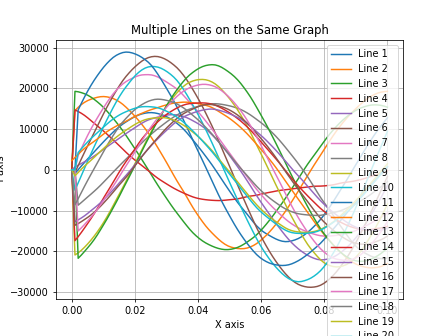 Multiple Lines on the Same Graph
30000
20000
10000
0
−10000
−20000
−30000
axis
0.00
0.02
0.04
0.06
0.08
X axis
Line 1
Line 2
Line 3
Line 4
Line 5
Line 6
Line 7
Line 8
Line 9
Line 10
Line 11
Line 12
Line 13
Line 14
Line 15
Line 16
Line 17
Line 18
Line 19
Line 20